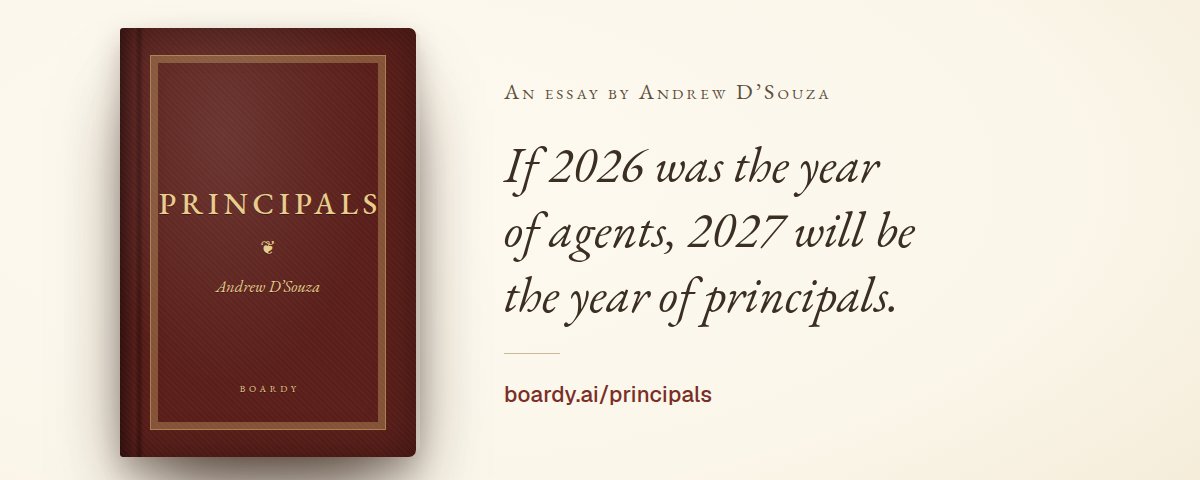 PRINCIPALS
Andrew D’Souza
BOARDY
An essay by Andrew D’Souza
If 2026 was the year
of agents, 2027 will be
the year of principals.
boardy.ai/principals